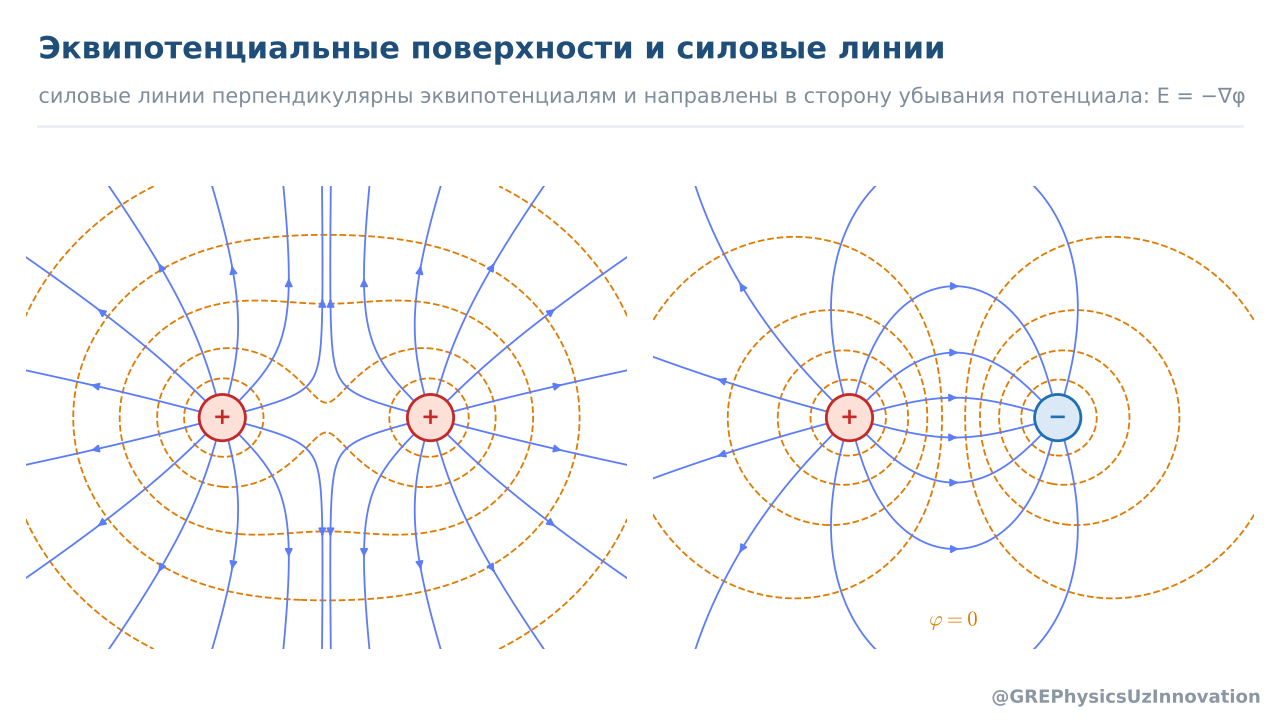 Эквипотенциальные поверхности и силовые линии
силовые линии перпендикулярны эквипотенциалям и направлены в сторону убывания потенциала: E = −∇φ
+
+
+
−
φ = 0
@GREPhysicsUzInnovation